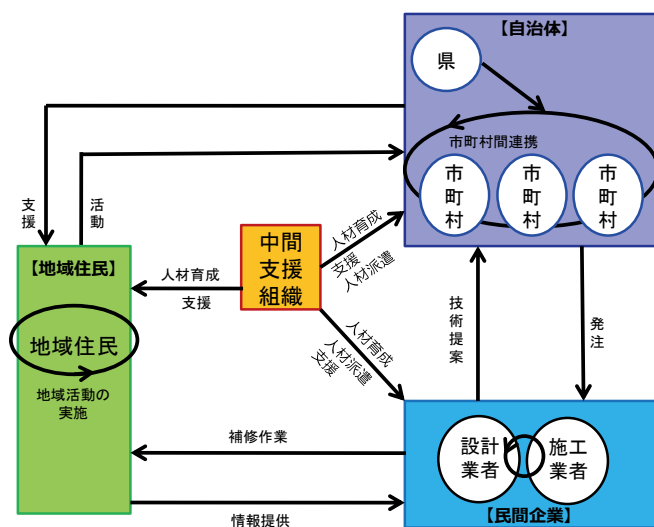 【自治体】
県
市町村間連携
市町村
市町村
市町村
支援
活動
人材育成
支援
人材派遣
中間
支援
組織
【地域住民】
人材育成
支援
地域住民
地域活動の
実施
人材育成
人材派遣
支援
技術提案
発注
補修作業
情報提供
設計
業者
施工
業者
【民間企業】